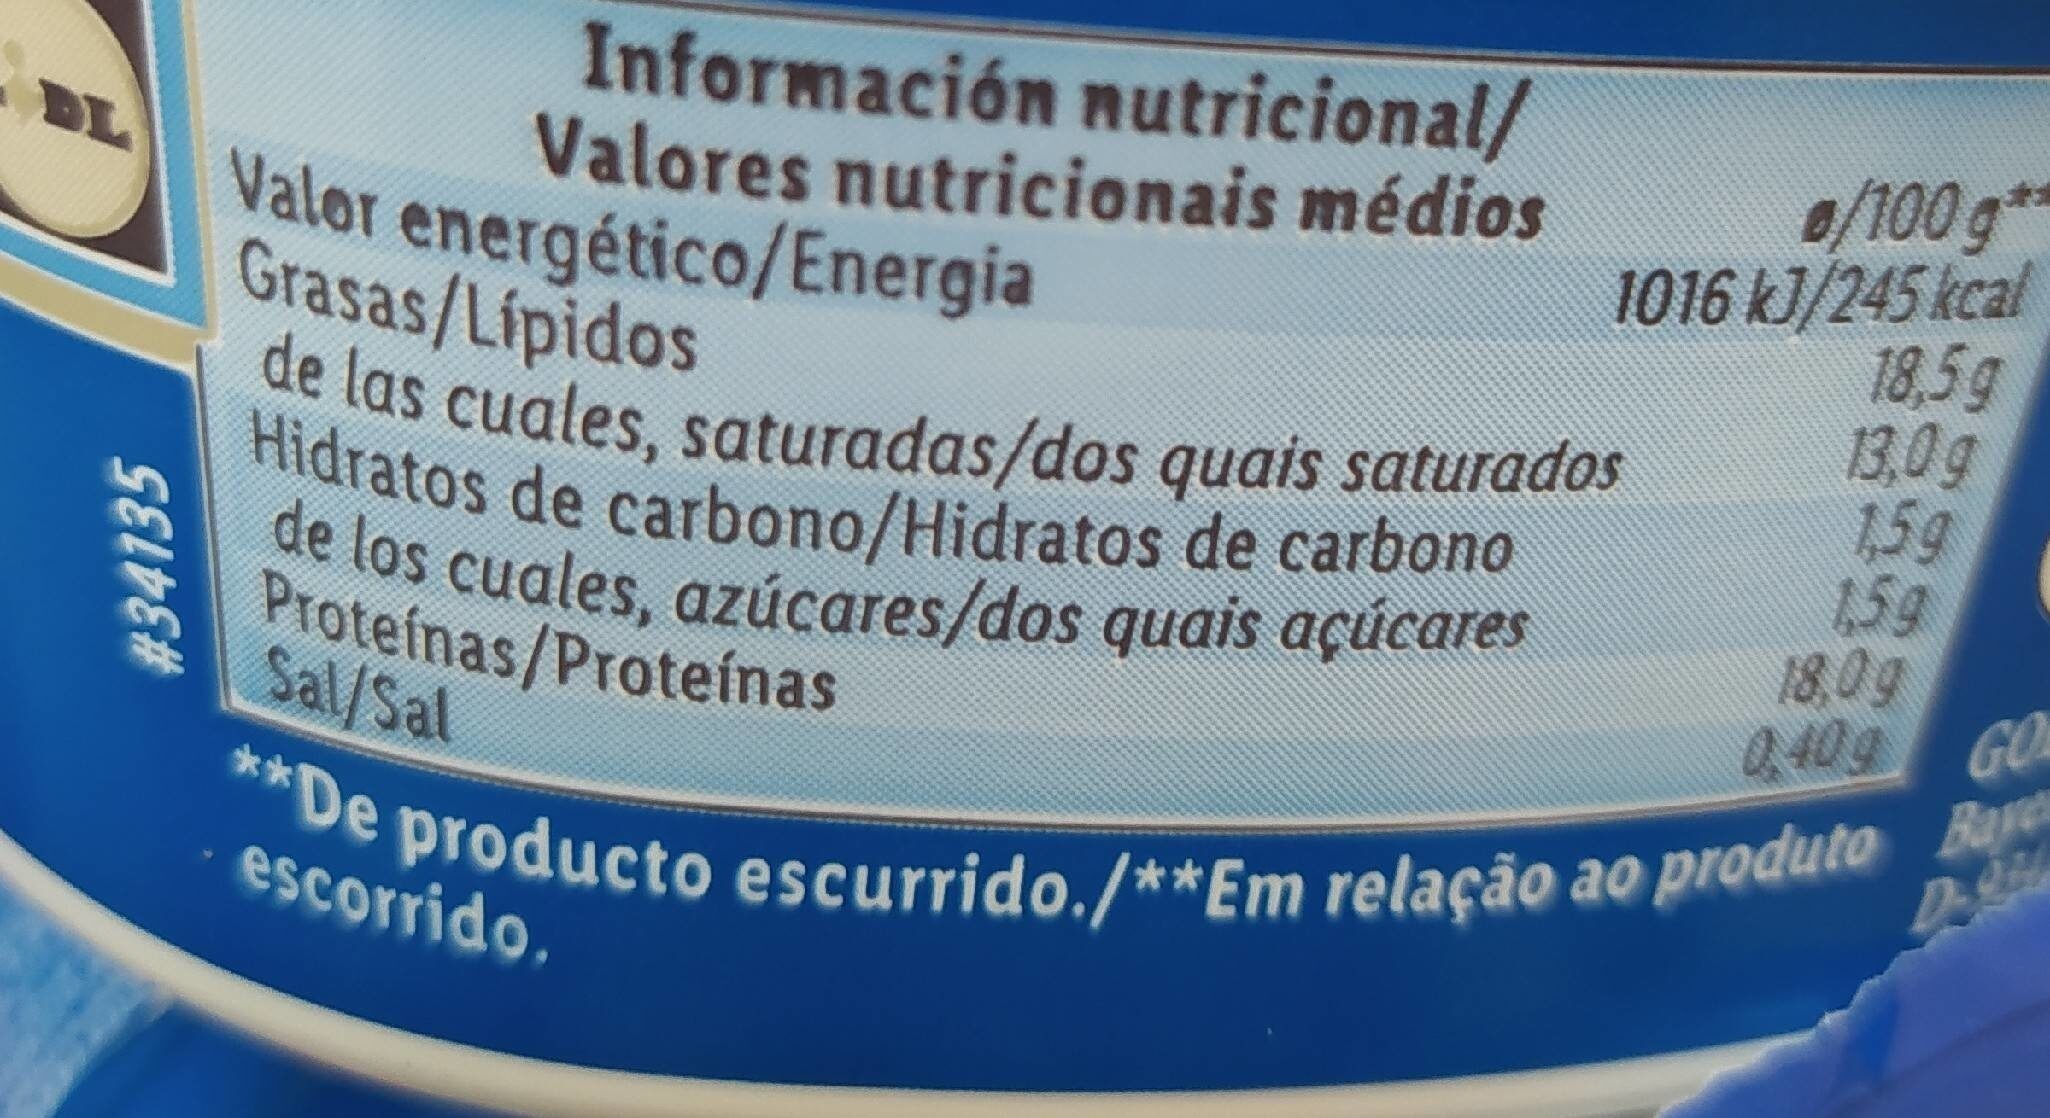 DL
Información nutricional/
Valores nutricionais médios ø/100 g**
Valor energético/Energia 1016 kJ/245 kcal
Grasas/Lípidos 18,5 g
de las cuales, saturadas/dos quais saturados 13,0 g
Hidratos de carbono/Hidratos de carbono 1,5 g
de los cuales, azúcares/dos quais açúcares 1,5 g
Proteínas/Proteínas 18,0 g
Sal/Sal 0,40 g
**De producto escurrido./**Em relação ao produto
escorrido.
#34135